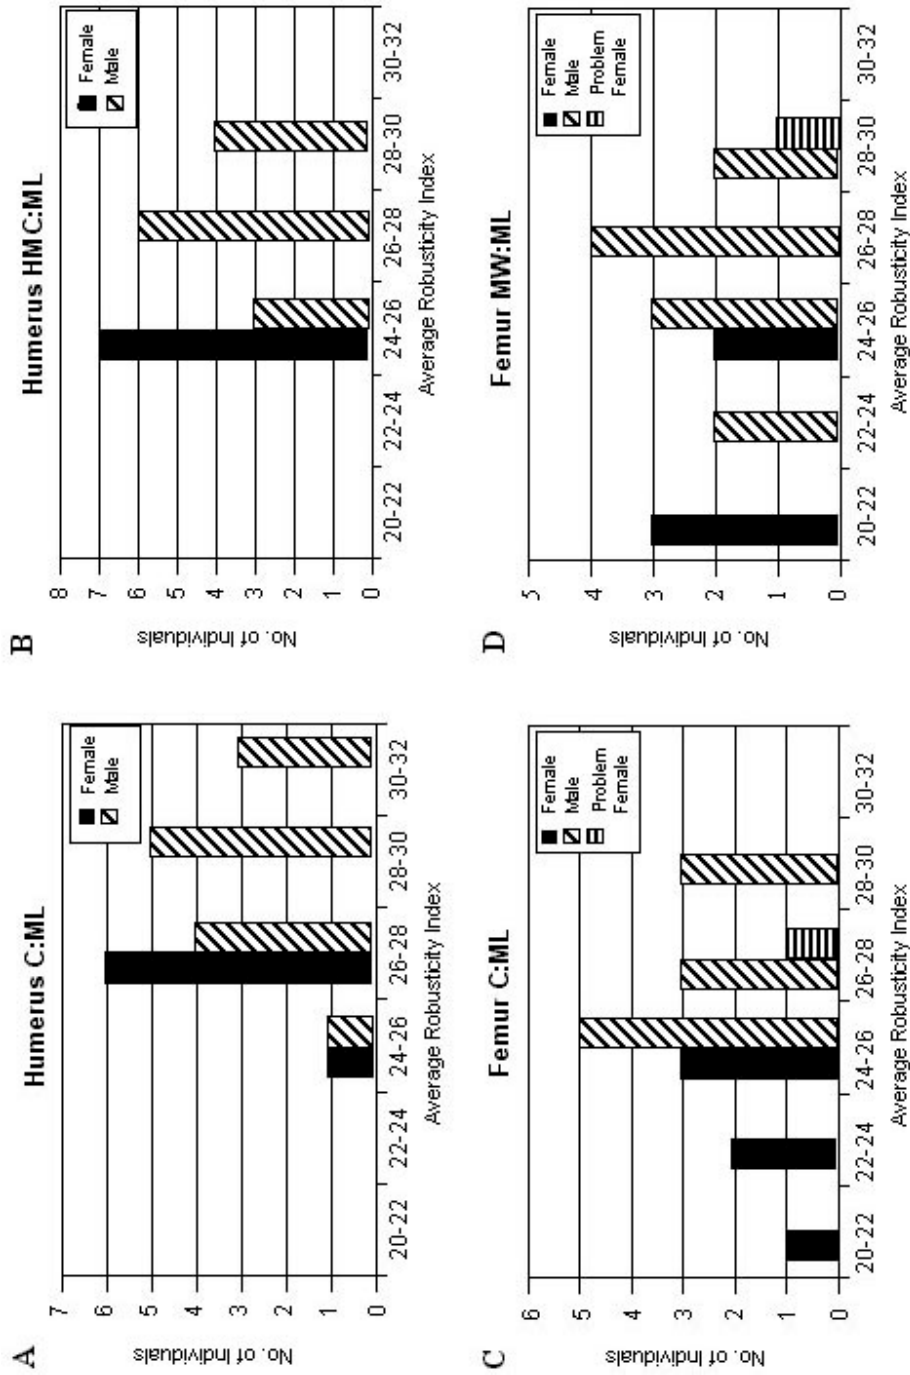 A
Humerus C:ML
Female
Male
No. of Individuals
7
6
5
4
3
2
1
0
20-22
22-24
24-26
26-28
28-30
30-32
Average Robusticity Index
B
Humerus HMC:ML
Female
Male
No. of Individuals
8
7
6
5
4
3
2
1
0
20-22
22-24
24-26
26-28
28-30
30-32
Average Robusticity Index
C
Femur C:ML
Female
Male
Problem
Female
No. of Individuals
6
5
4
3
2
1
0
20-22
22-24
24-26
26-28
28-30
30-32
Average Robusticity Index
D
Femur MW:ML
Female
Male
Problem
Female
No. of Individuals
5
4
3
2
1
0
20-22
22-24
24-26
26-28
28-30
30-32
Average Robusticity Index